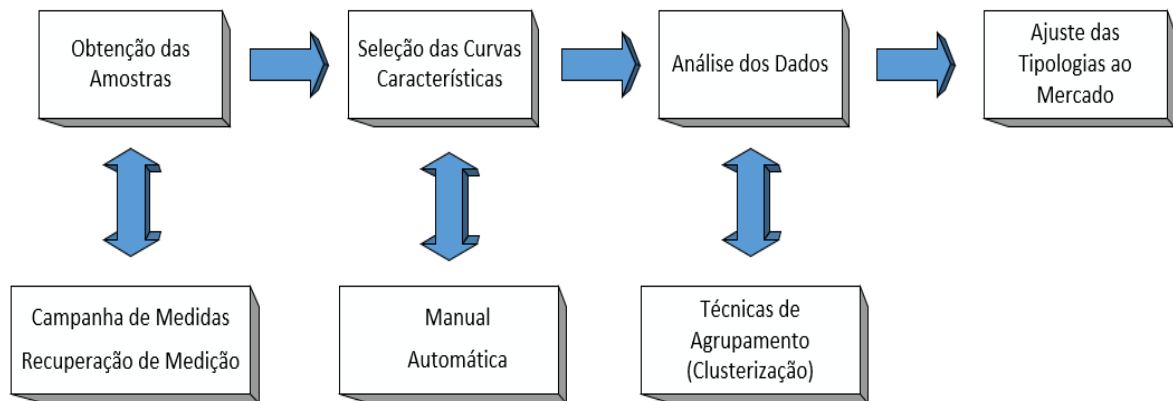 Obtenção das
Amostras
Seleção das Curvas
Características
Análise dos Dados
Ajuste das
Tipologias ao
Mercado
Campanha de Medidas
Recuperação de Medição
Manual
Automática
Técnicas de
Agrupamento
(Clusterização)